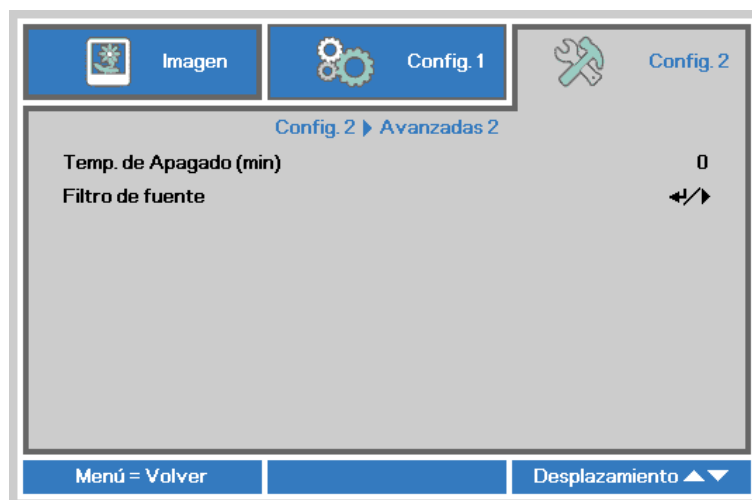 Imagen
Config. 1
Config. 2
Config. 2 ▶ Avanzadas 2
Temp. de Apagado (min) 0
Filtro de fuente ↵/▶
Menú = Volver
Desplazamiento ▲▼